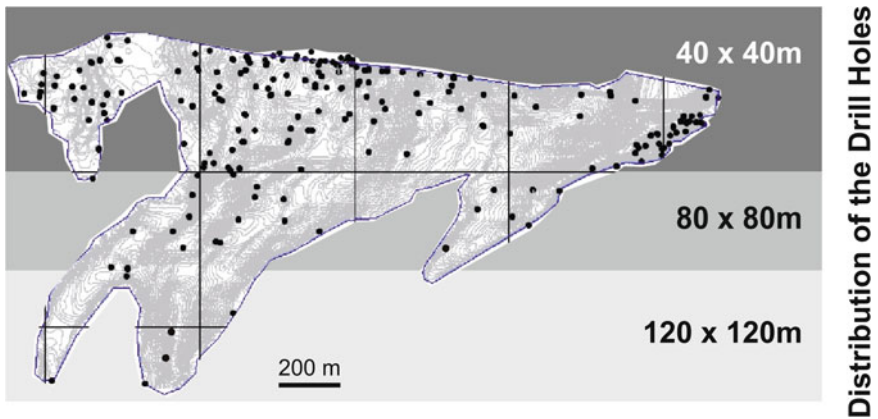 40 x 40m
80 x 80m
120 x 120m
200 m
Distribution of the Drill Holes